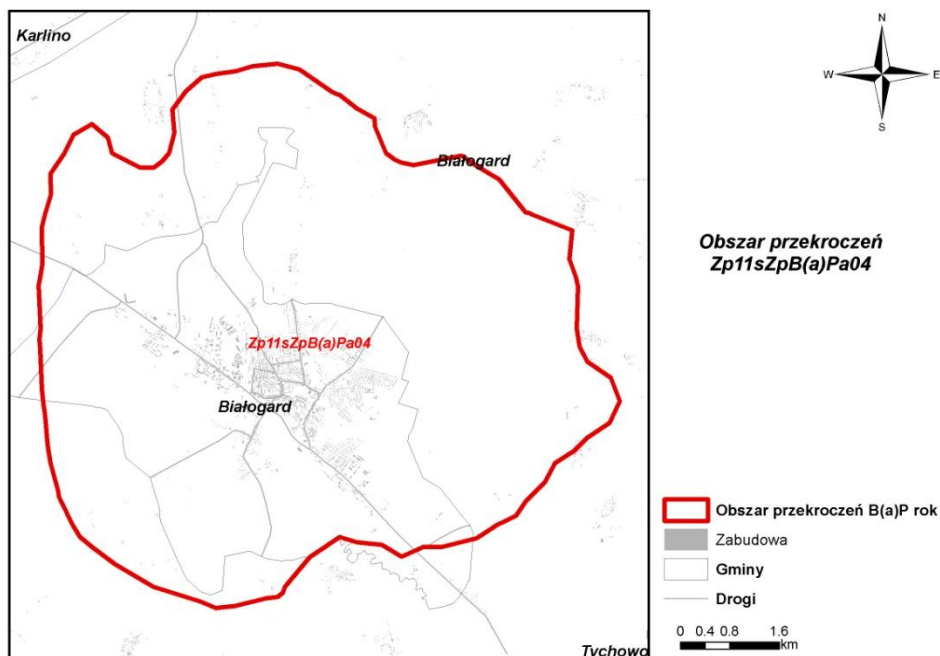 Karlino
Białogard
Zp11sZpB(a)Pa04
Białogard
Tychowo
N
W E
S
Obszar przekroczeń
Zp11sZpB(a)Pa04
Obszar przekroczeń B(a)P rok
Zabudowa
Gminy
Drogi
0 0.4 0.8 1.6
km